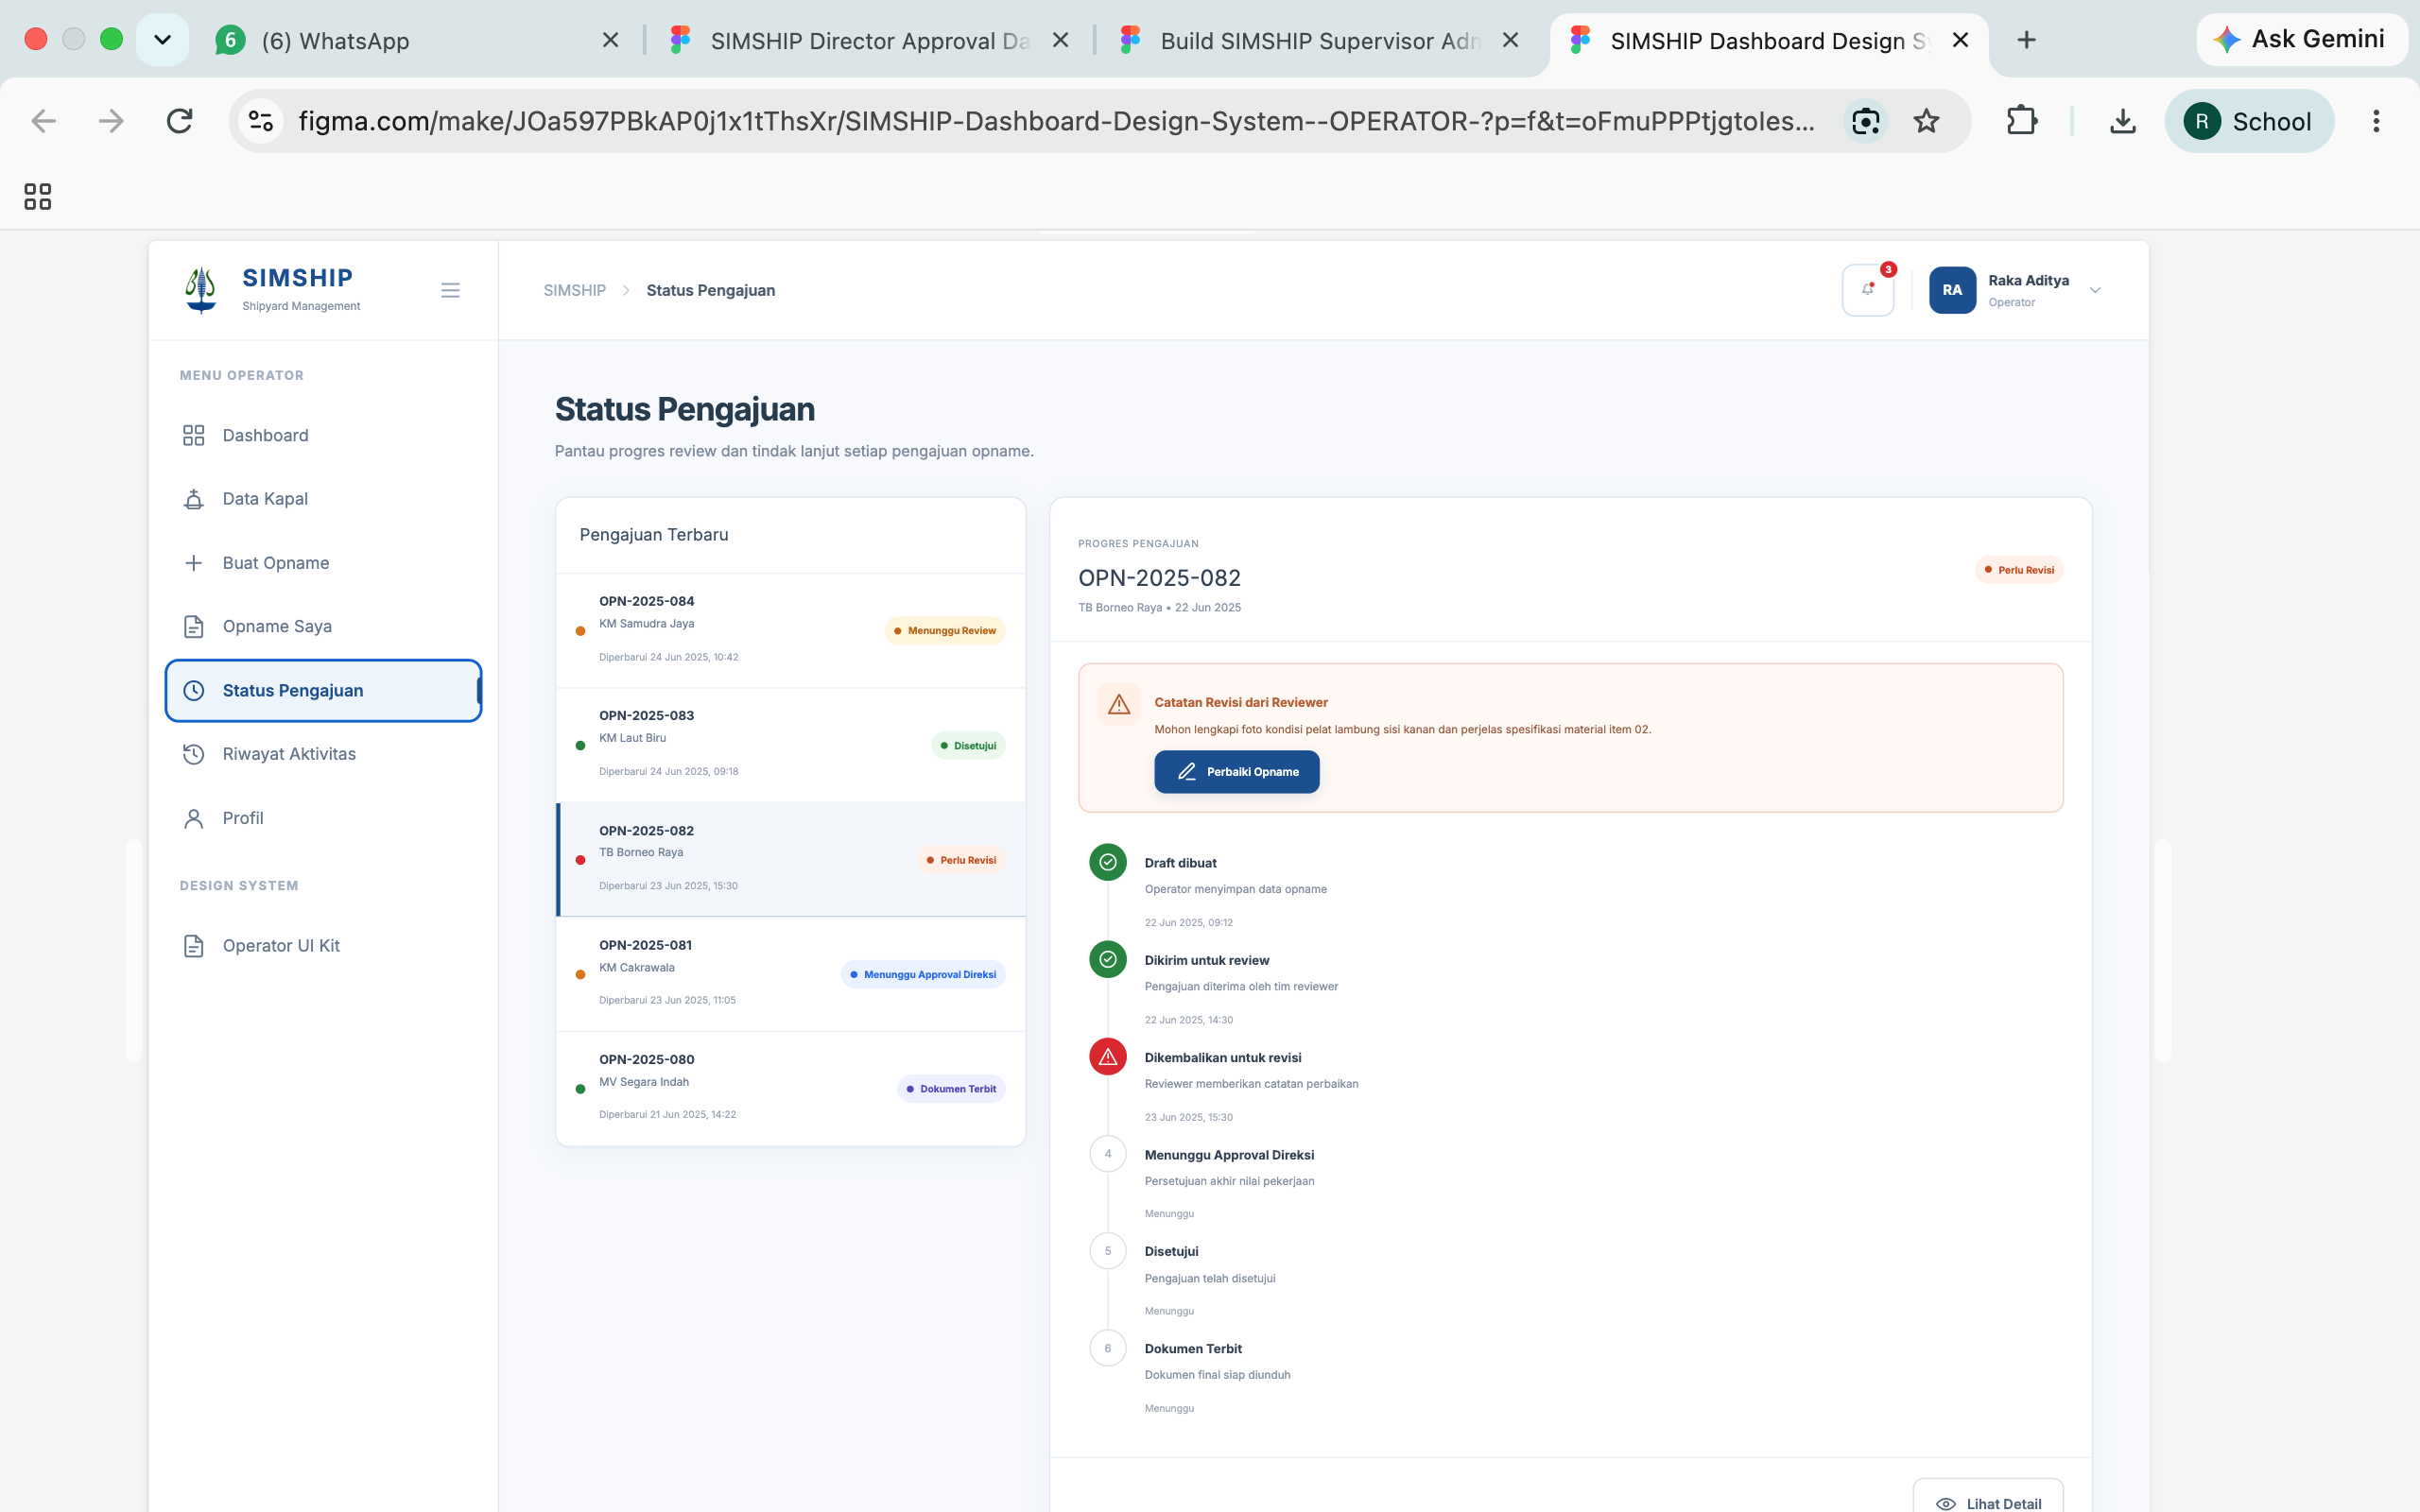 6 (6) WhatsApp
SIMSHIP Director Approval Da
Build SIMSHIP Supervisor Adn
SIMSHIP Dashboard Design S
Ask Gemini
figma.com/make/JOa597PBkAP0j1x1tThsXr/SIMSHIP-Dashboard-Design-System--OPERATOR-?p=f&t=oFmuPPPtjgtoIes...
R School
SIMSHIP
Shipyard Management
SIMSHIP > Status Pengajuan
3
RA
Raka Aditya
Operator
MENU OPERATOR
Dashboard
Data Kapal
Buat Opname
Opname Saya
Status Pengajuan
Riwayat Aktivitas
Profil
DESIGN SYSTEM
Operator UI Kit
Status Pengajuan
Pantau progres review dan tindak lanjut setiap pengajuan opname.
Pengajuan Terbaru
OPN-2025-084
KM Samudra Jaya
Menunggu Review
Diperbarui 24 Jun 2025, 10:42
OPN-2025-083
KM Laut Biru
Disetujui
Diperbarui 24 Jun 2025, 09:18
OPN-2025-082
TB Borneo Raya
Perlu Revisi
Diperbarui 23 Jun 2025, 15:30
OPN-2025-081
KM Cakrawala
Menunggu Approval Direksi
Diperbarui 23 Jun 2025, 11:05
OPN-2025-080
MV Segara Indah
Dokumen Terbit
Diperbarui 21 Jun 2025, 14:22
PROGRES PENGAJUAN
OPN-2025-082
Perlu Revisi
TB Borneo Raya • 22 Jun 2025
Catatan Revisi dari Reviewer
Mohon lengkapi foto kondisi pelat lambung sisi kanan dan perjelas spesifikasi material item 02.
Perbaiki Opname
Draft dibuat
Operator menyimpan data opname
22 Jun 2025, 09:12
Dikirim untuk review
Pengajuan diterima oleh tim reviewer
22 Jun 2025, 14:30
Dikembalikan untuk revisi
Reviewer memberikan catatan perbaikan
23 Jun 2025, 15:30
4 Menunggu Approval Direksi
Persetujuan akhir nilai pekerjaan
Menunggu
5 Disetujui
Pengajuan telah disetujui
Menunggu
6 Dokumen Terbit
Dokumen final siap diunduh
Menunggu
Lihat Detail